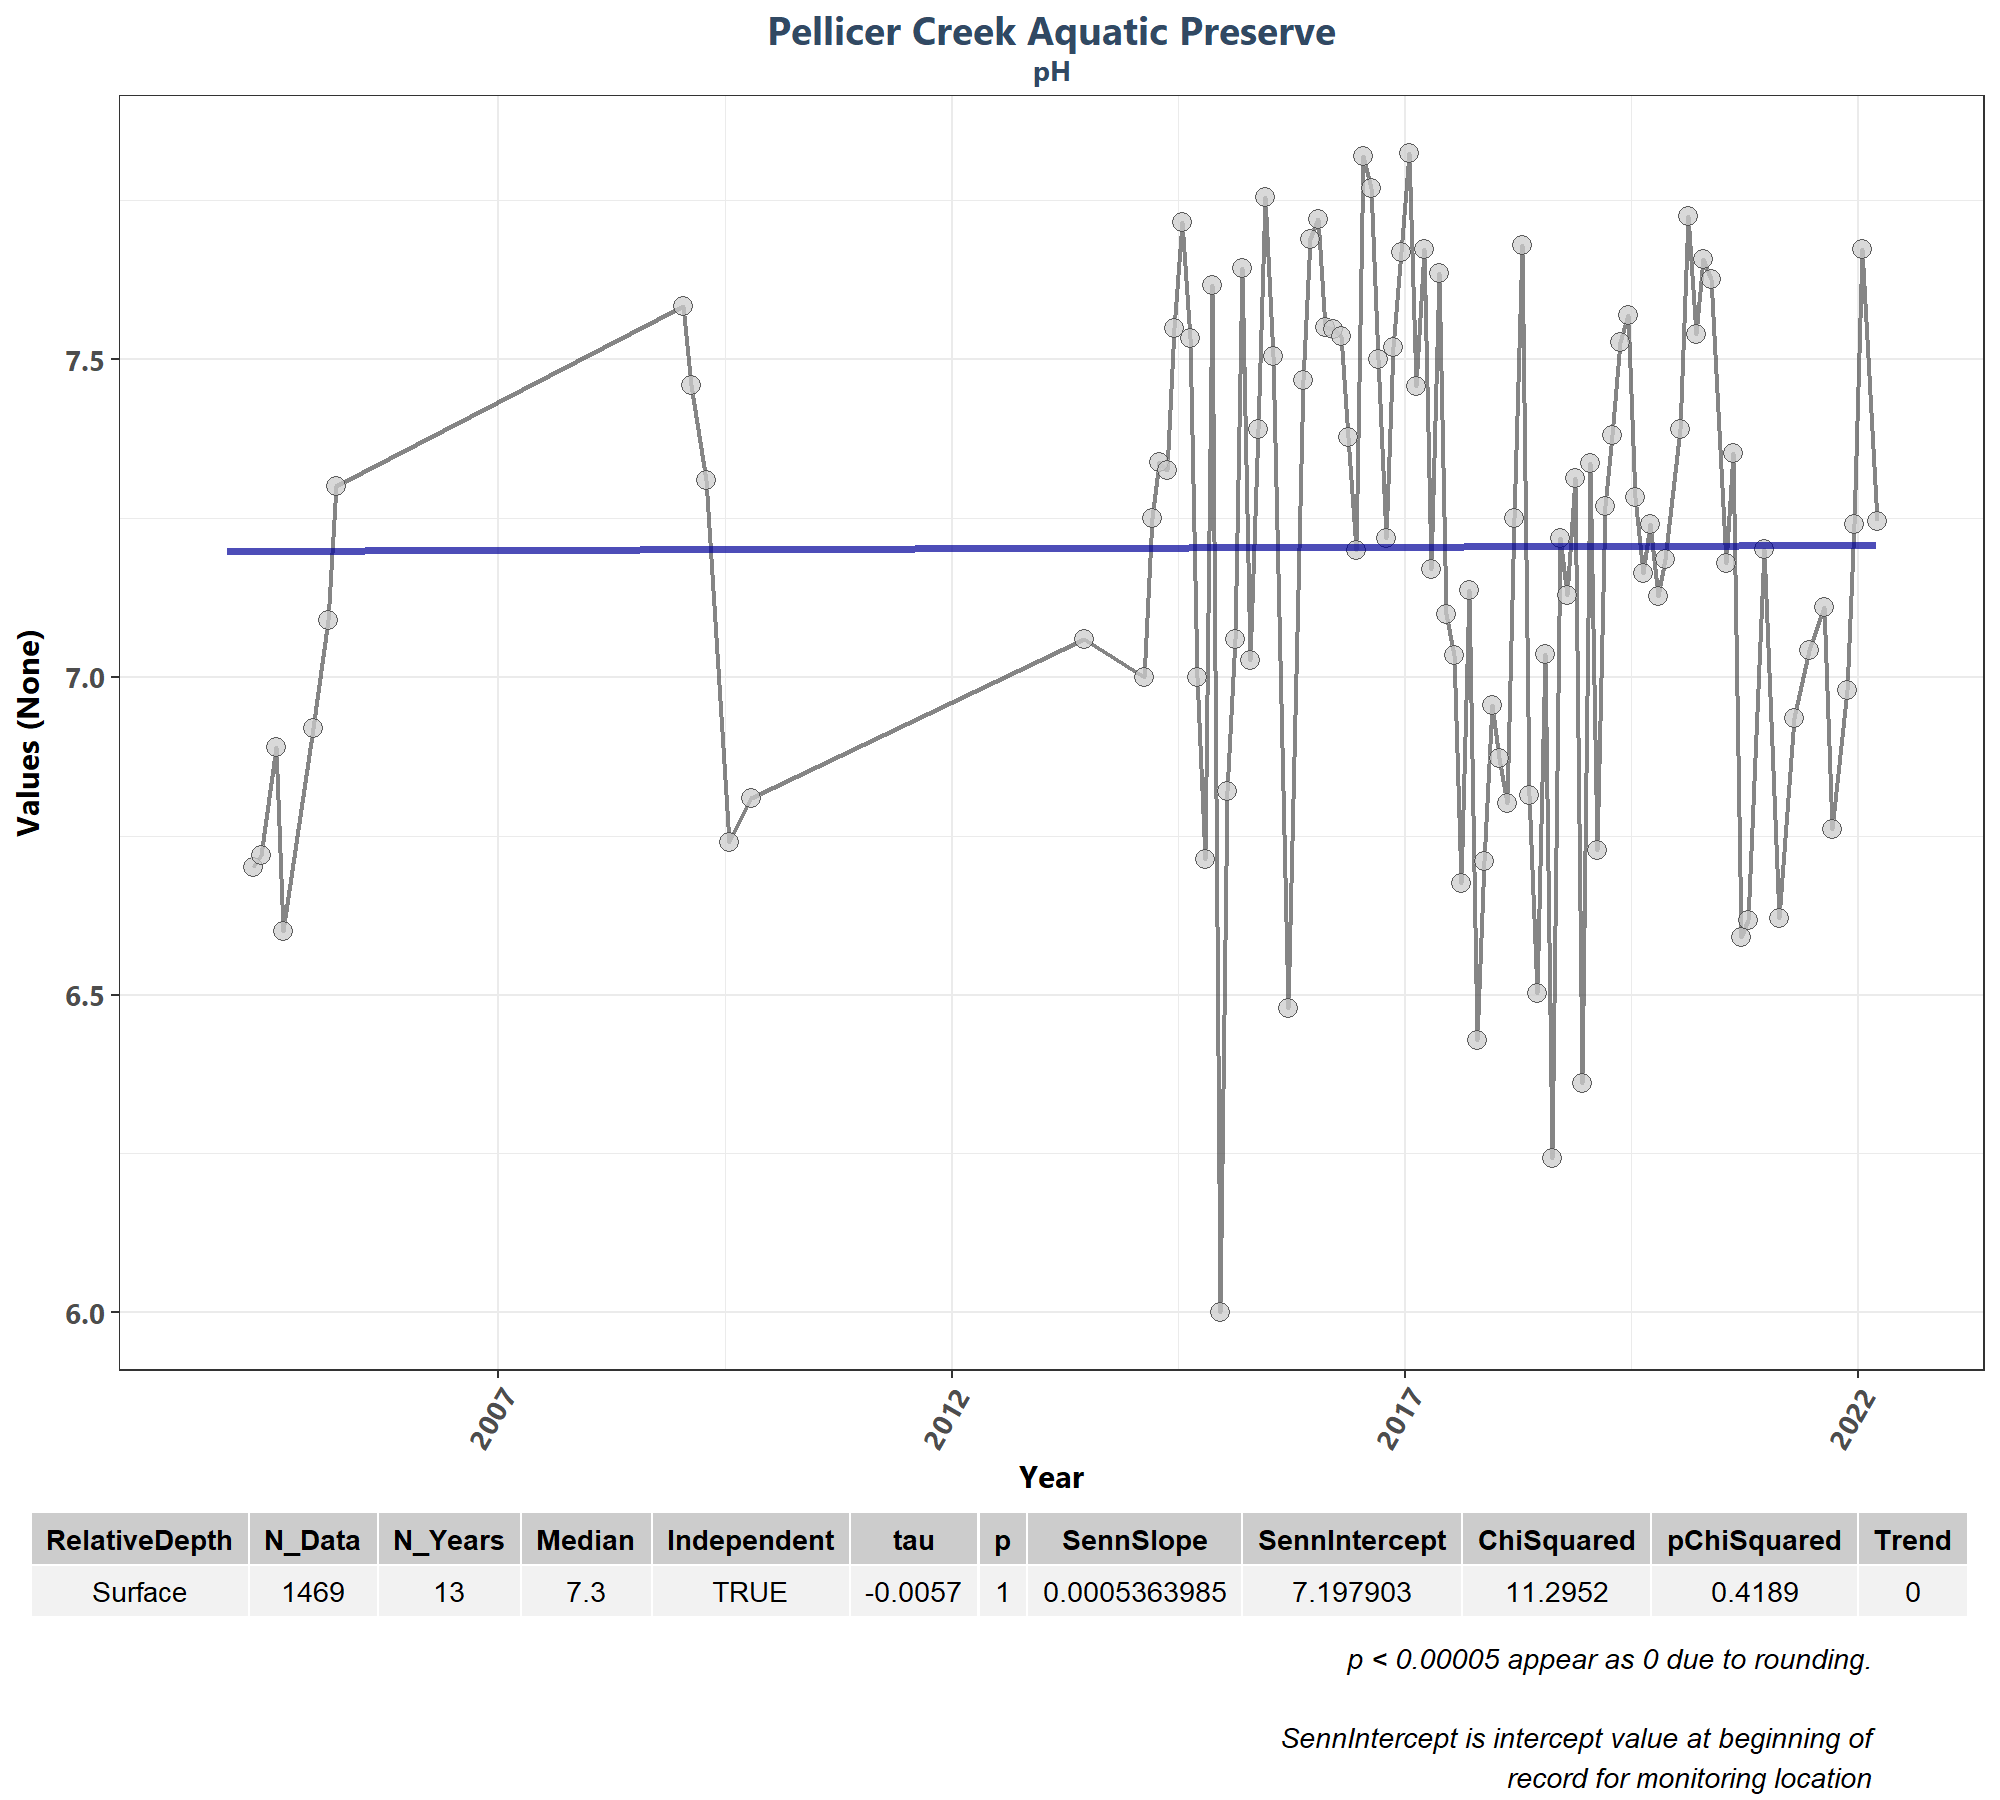 Pellicer Creek Aquatic Preserve
pH
Values (None)
7.5
7.0
6.5
6.0
2007 2012 2017 2022
Year
RelativeDepth N_Data N_Years Median Independent tau p SennSlope SennIntercept ChiSquared pChiSquared Trend
Surface 1469 13 7.3 TRUE -0.0057 1 0.0005363985 7.197903 11.2952 0.4189 0
p < 0.00005 appear as 0 due to rounding.
SennIntercept is intercept value at beginning of
record for monitoring location